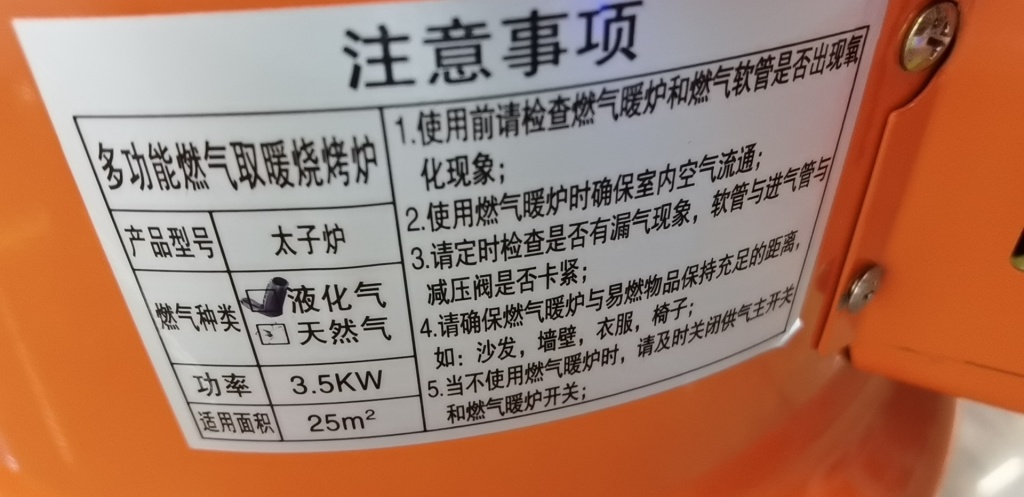 注意事项
多功能燃气取暖烧烤炉
产品型号 太子炉
燃气种类 液化气
天然气
功率 3.5KW
适用面积 25m²
1.使用前请检查燃气暖炉和燃气软管是否出现氧
化现象;
2.使用燃气暖炉时确保室内空气流通;
3.请定时检查是否有漏气现象，软管与进气管与
减压阀是否卡紧;
4.请确保燃气暖炉与易燃物品保持充足的距离,
如：沙发，墙壁，衣服，椅子;
5.当不使用燃气暖炉时，请及时关闭供气主开关
和燃气暖炉开关;